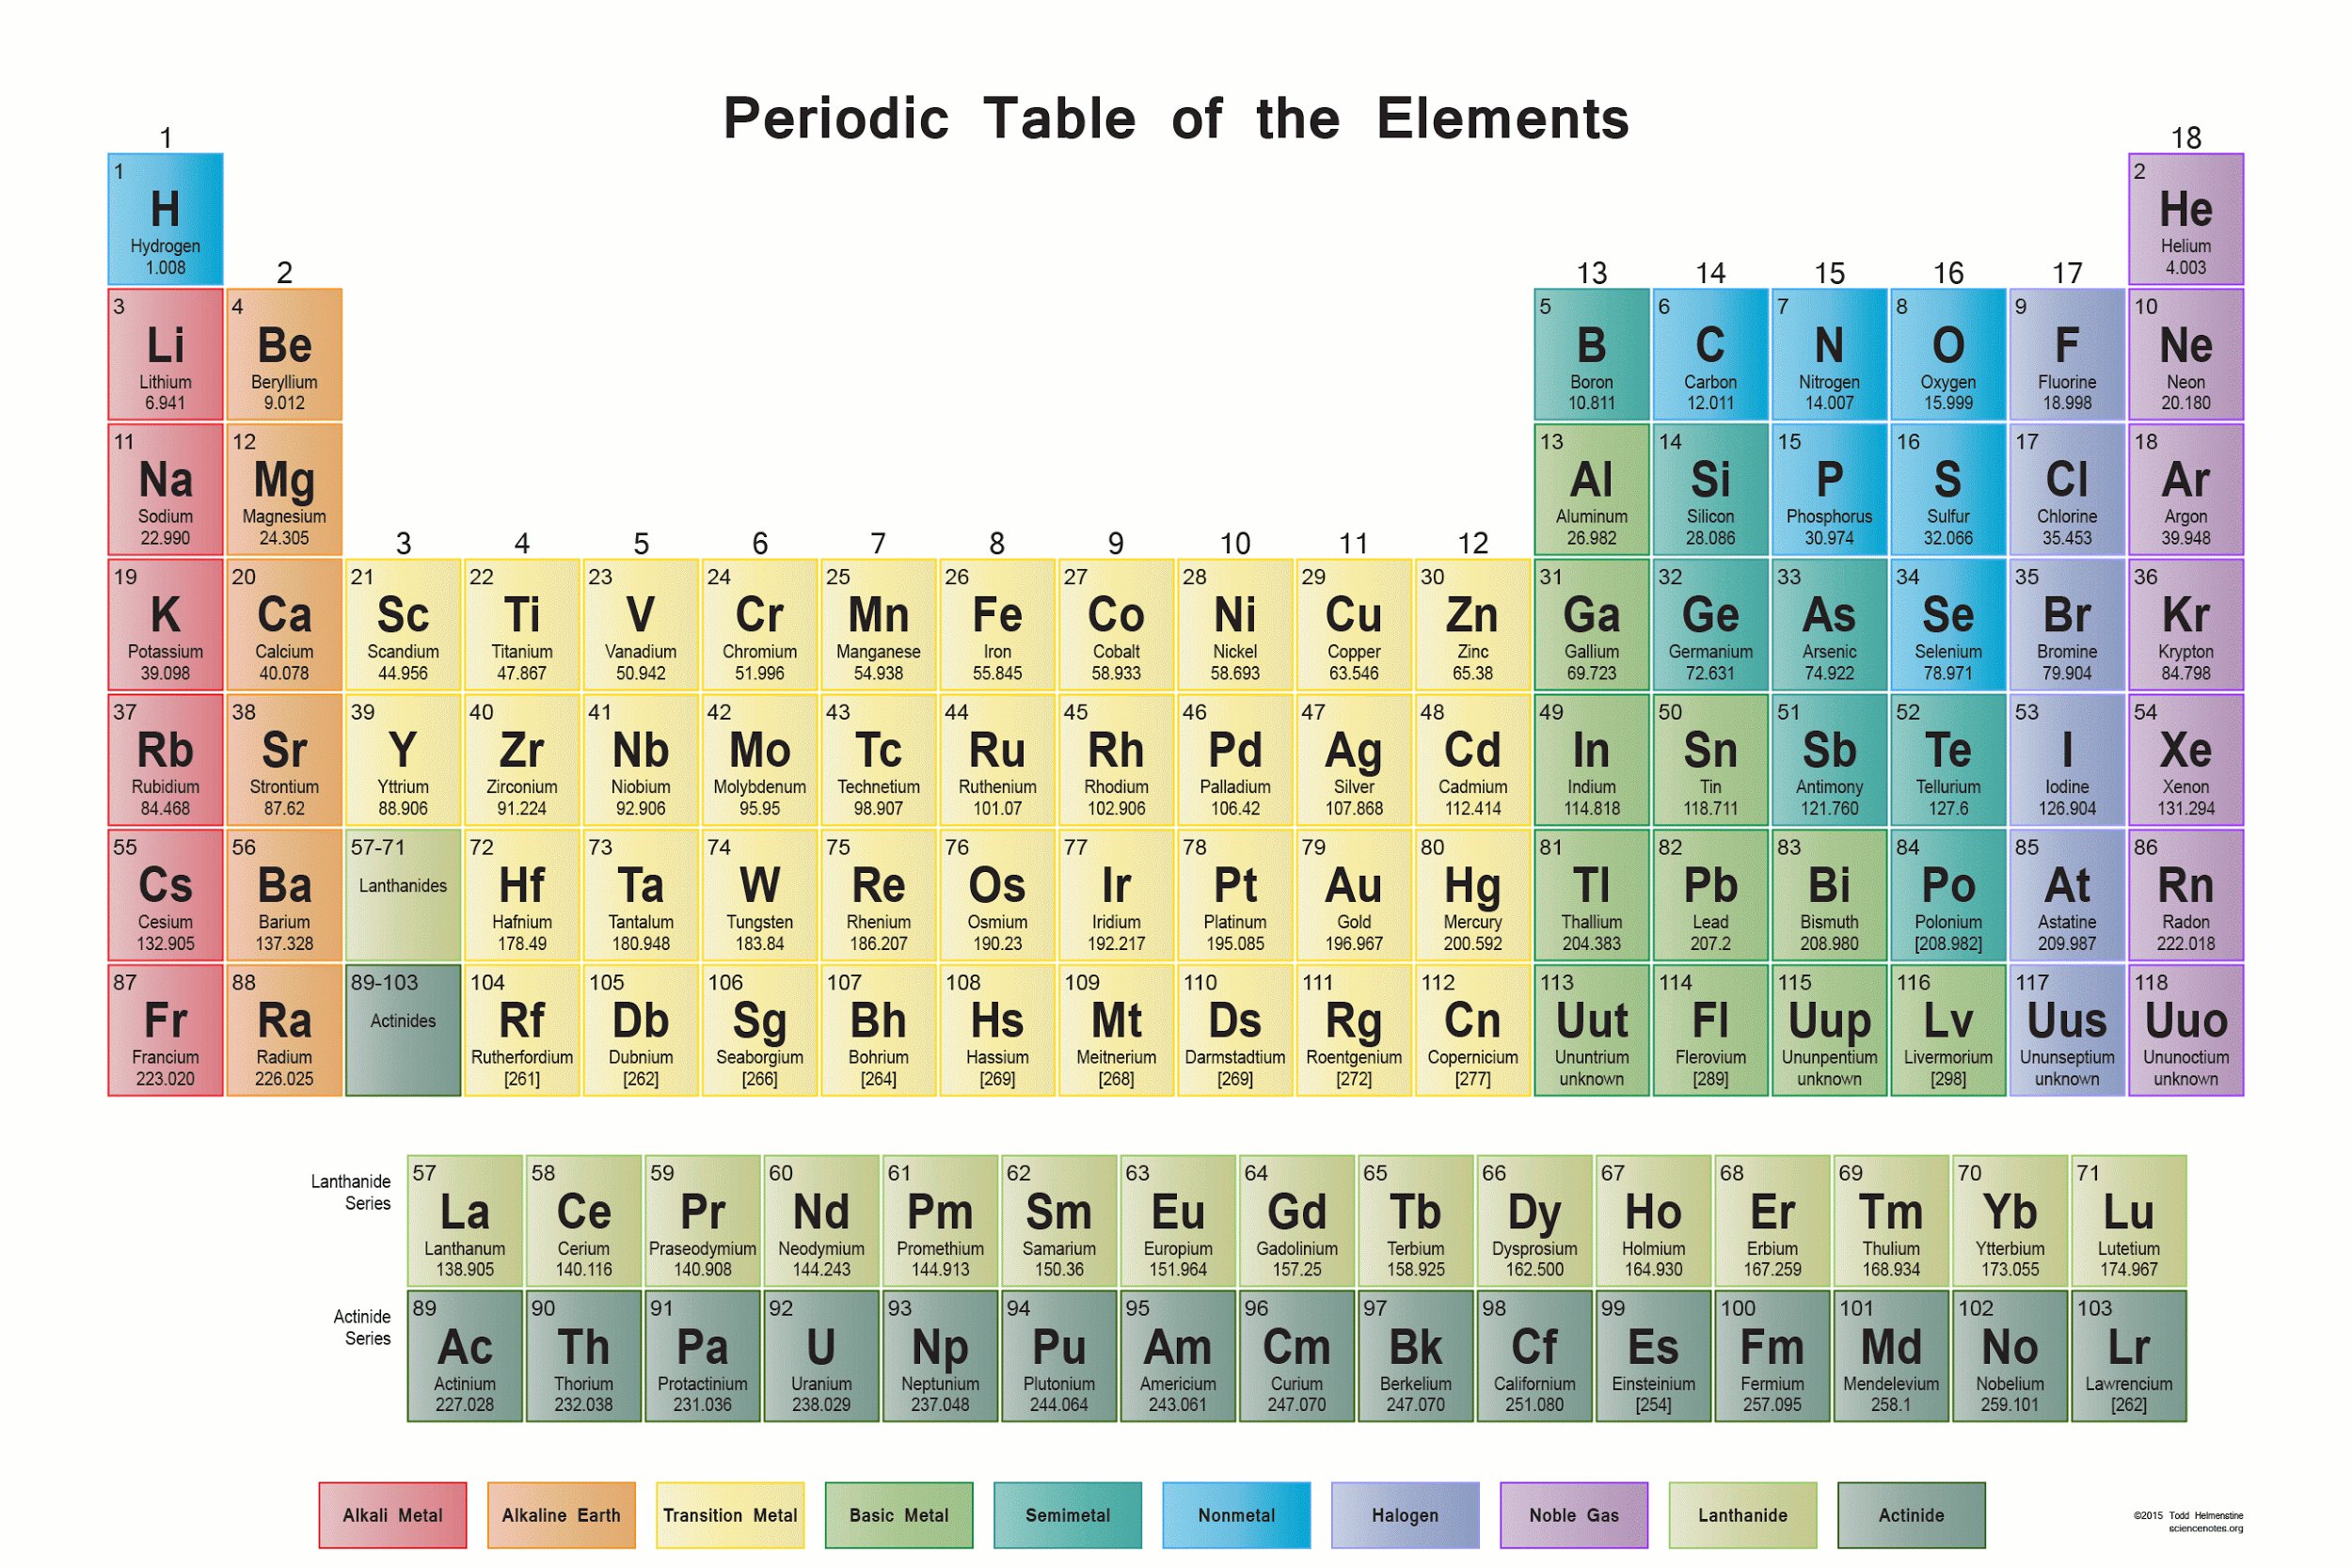 Periodic Table of the Elements
1
18
1
H
Hydrogen
1.008
2
He
Helium
4.003
2
13
14
15
16
17
3
Li
Lithium
6.941
4
Be
Beryllium
9.012
5
B
Boron
10.811
6
C
Carbon
12.011
7
N
Nitrogen
14.007
8
O
Oxygen
15.999
9
F
Fluorine
18.998
10
Ne
Neon
20.180
11
Na
Sodium
22.990
12
Mg
Magnesium
24.305
13
Al
Aluminum
26.982
14
Si
Silicon
28.086
15
P
Phosphorus
30.974
16
S
Sulfur
32.066
17
Cl
Chlorine
35.453
18
Ar
Argon
39.948
3
4
5
6
7
8
9
10
11
12
19
K
Potassium
39.098
20
Ca
Calcium
40.078
21
Sc
Scandium
44.956
22
Ti
Titanium
47.867
23
V
Vanadium
50.942
24
Cr
Chromium
51.996
25
Mn
Manganese
54.938
26
Fe
Iron
55.845
27
Co
Cobalt
58.933
28
Ni
Nickel
58.693
29
Cu
Copper
63.546
30
Zn
Zinc
65.38
31
Ga
Gallium
69.723
32
Ge
Germanium
72.631
33
As
Arsenic
74.922
34
Se
Selenium
78.971
35
Br
Bromine
79.904
36
Kr
Krypton
84.798
37
Rb
Rubidium
84.468
38
Sr
Strontium
87.62
39
Y
Yttrium
88.906
40
Zr
Zirconium
91.224
41
Nb
Niobium
92.906
42
Mo
Molybdenum
95.95
43
Tc
Technetium
98.907
44
Ru
Ruthenium
101.07
45
Rh
Rhodium
102.906
46
Pd
Palladium
106.42
47
Ag
Silver
107.868
48
Cd
Cadmium
112.414
49
In
Indium
114.818
50
Sn
Tin
118.711
51
Sb
Antimony
121.760
52
Te
Tellurium
127.6
53
I
Iodine
126.904
54
Xe
Xenon
131.294
55
Cs
Cesium
132.905
56
Ba
Barium
137.328
57-71
Lanthanides
72
Hf
Hafnium
178.49
73
Ta
Tantalum
180.948
74
W
Tungsten
183.84
75
Re
Rhenium
186.207
76
Os
Osmium
190.23
77
Ir
Iridium
192.217
78
Pt
Platinum
195.085
79
Au
Gold
196.967
80
Hg
Mercury
200.592
81
Tl
Thallium
204.383
82
Pb
Lead
207.2
83
Bi
Bismuth
208.980
84
Po
Polonium
[208.982]
85
At
Astatine
209.987
86
Rn
Radon
222.018
87
Fr
Francium
223.020
88
Ra
Radium
226.025
89-103
Actinides
104
Rf
Rutherfordium
[261]
105
Db
Dubnium
[262]
106
Sg
Seaborgium
[266]
107
Bh
Bohrium
[264]
108
Hs
Hassium
[269]
109
Mt
Meitnerium
[268]
110
Ds
Darmstadtium
[269]
111
Rg
Roentgenium
[272]
112
Cn
Copernicium
[277]
113
Uut
Ununtrium
unknown
114
Fl
Flerovium
[289]
115
Uup
Ununpentium
unknown
116
Lv
Livermorium
[298]
117
Uus
Ununseptium
unknown
118
Uuo
Ununoctium
unknown
Lanthanide
Series
57
La
Lanthanum
138.905
58
Ce
Cerium
140.116
59
Pr
Praseodymium
140.908
60
Nd
Neodymium
144.243
61
Pm
Promethium
144.913
62
Sm
Samarium
150.36
63
Eu
Europium
151.964
64
Gd
Gadolinium
157.25
65
Tb
Terbium
158.925
66
Dy
Dysprosium
162.500
67
Ho
Holmium
164.930
68
Er
Erbium
167.259
69
Tm
Thulium
168.934
70
Yb
Ytterbium
173.055
71
Lu
Lutetium
174.967
Actinide
Series
89
Ac
Actinium
227.028
90
Th
Thorium
232.038
91
Pa
Protactinium
231.036
92
U
Uranium
238.029
93
Np
Neptunium
237.048
94
Pu
Plutonium
244.064
95
Am
Americium
243.061
96
Cm
Curium
247.070
97
Bk
Berkelium
247.070
98
Cf
Californium
251.080
99
Es
Einsteinium
[254]
100
Fm
Fermium
257.095
101
Md
Mendelevium
258.1
102
No
Nobelium
259.101
103
Lr
Lawrencium
[262]
Alkali Metal
Alkaline Earth
Transition Metal
Basic Metal
Semimetal
Nonmetal
Halogen
Noble Gas
Lanthanide
Actinide
©2015 Todd Helmenstine
sciencenotes.org